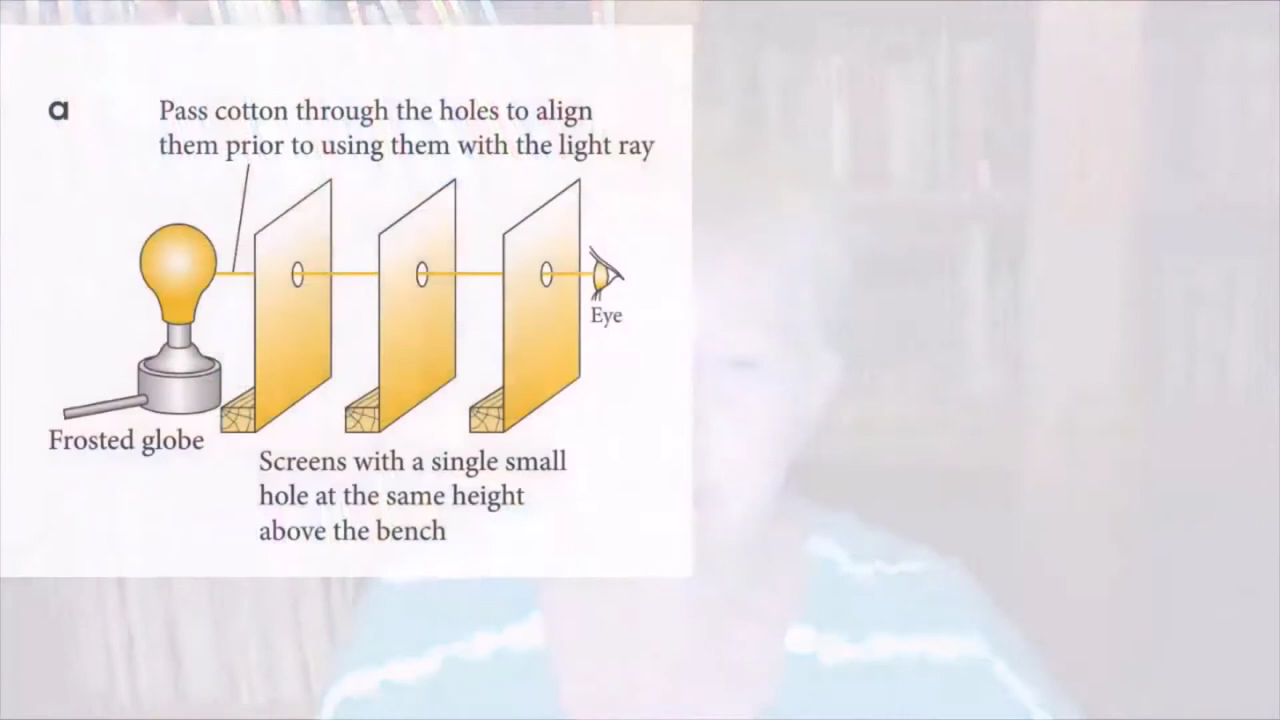 a
Pass cotton through the holes to align
them prior to using them with the light ray
Eye
Frosted globe
Screens with a single small
hole at the same height
above the bench